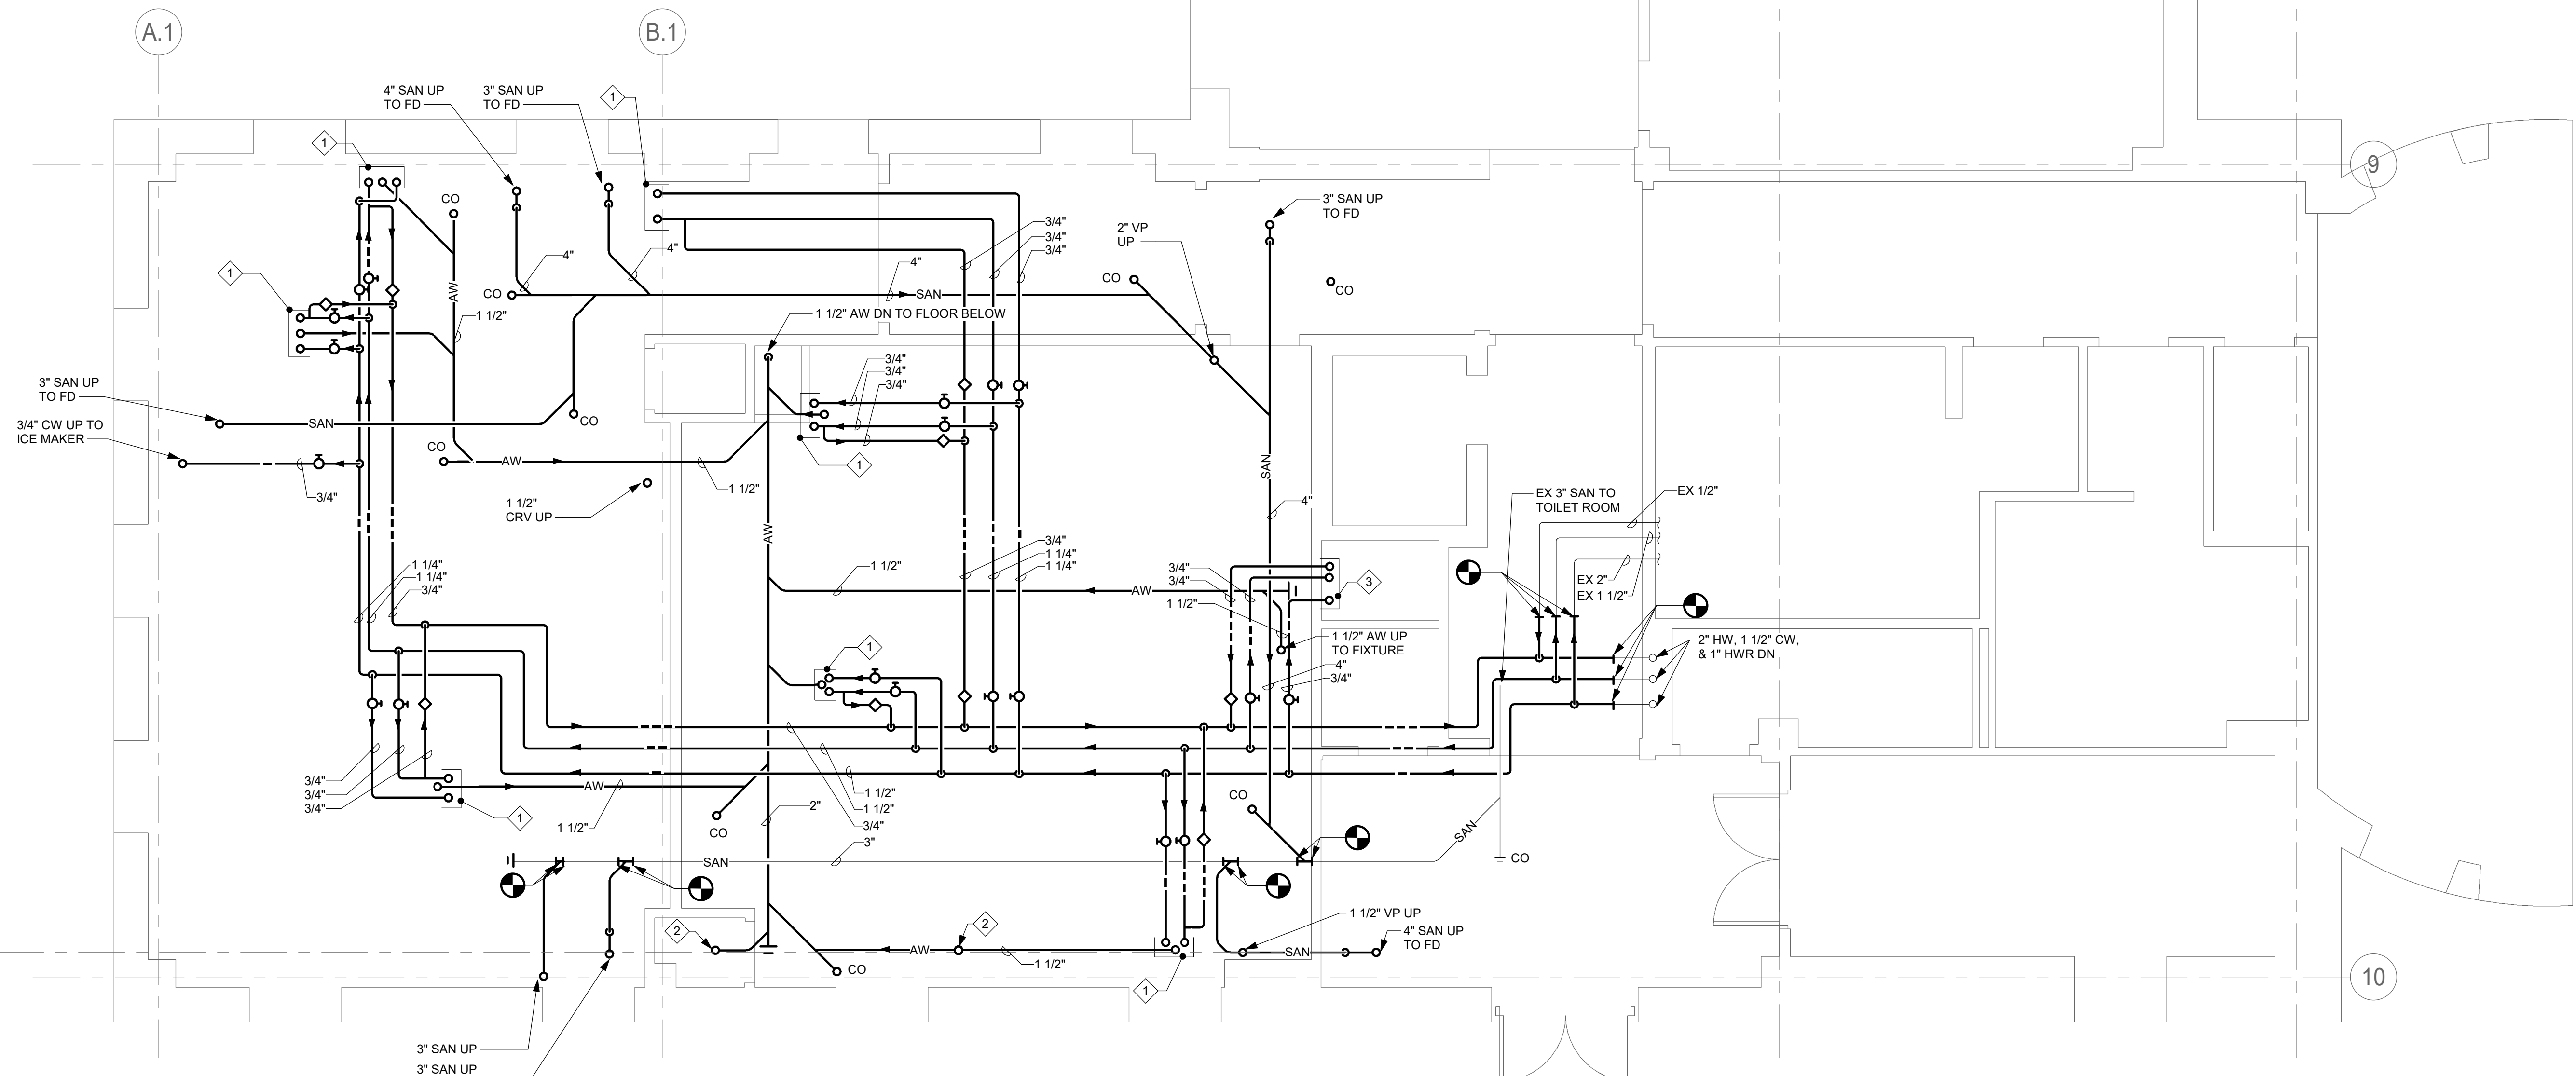 A.1
B.1
4" SAN UP
TO FD
3" SAN UP
TO FD
1
1
9
CO
3" SAN UP
TO FD
2" VP
UP
3/4"
3/4"
3/4"
4"
4"
4"
1
CO
SAN
CO
CO
AW
1 1/2"
1 1/2" AW DN TO FLOOR BELOW
3/4"
3/4"
3/4"
3" SAN UP
TO FD
SAN
CO
3/4" CW UP TO
ICE MAKER
CO
AW
1
SAN
3/4"
1 1/2"
1 1/2"
CRV UP
4"
EX 3" SAN TO
TOILET ROOM
EX 1/2"
AW
3/4"
1 1/4"
1 1/4"
1 1/4"
1 1/4"
3/4"
1 1/2"
AW
3/4"
3/4"
1 1/2"
3
EX 2"
EX 1 1/2"
1
1 1/2" AW UP
TO FIXTURE
4"
3/4"
2" HW, 1 1/2" CW,
& 1" HWR DN
3/4"
3/4"
3/4"
AW
1 1/2"
1
2"
1 1/2"
1 1/2"
3/4"
3"
CO
CO
SAN
SAN
CO
2
2
AW
1 1/2"
CO
1 1/2" VP UP
4" SAN UP
TO FD
SAN
1
10
3" SAN UP
3" SAN UP